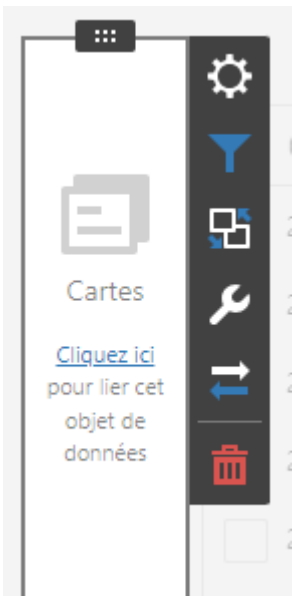 Cartes
Cliquez ici
pour lier cet
objet de
données